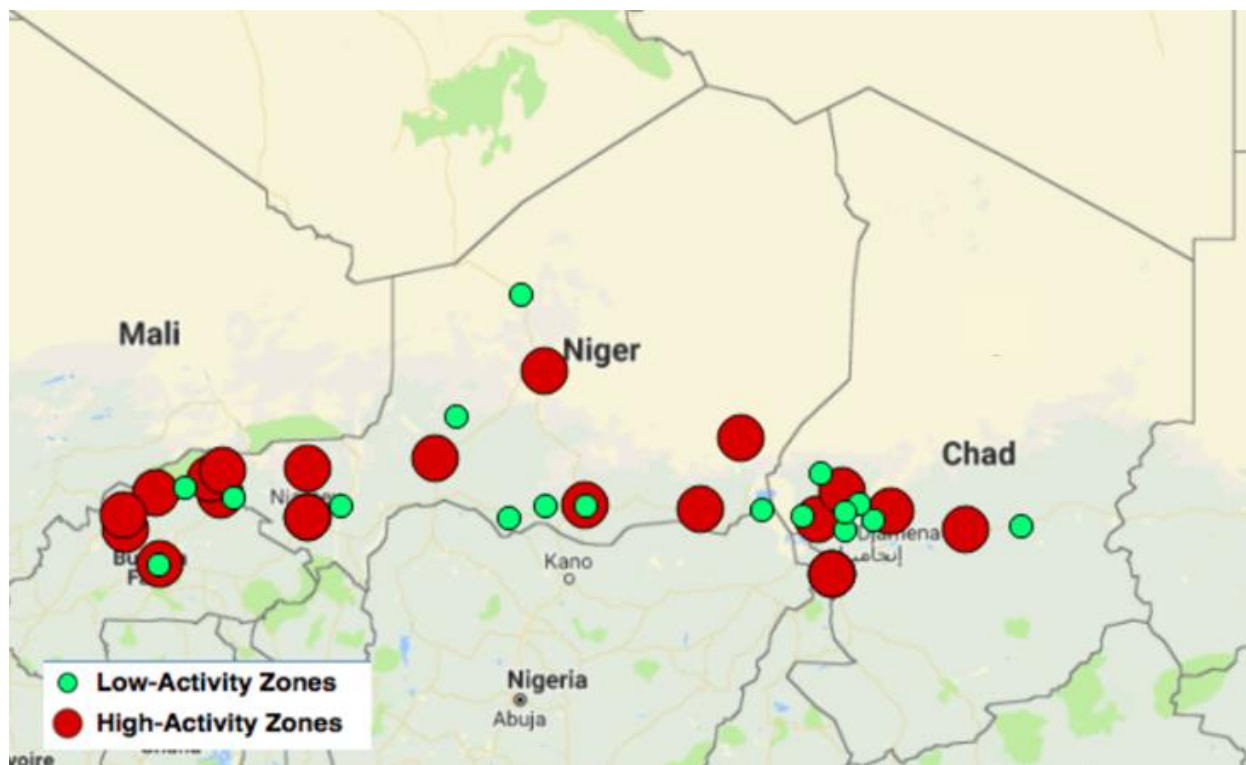 Mali
Niger
Chad
Kano
Nigeria
Abuja
Low-Activity Zones
High-Activity Zones